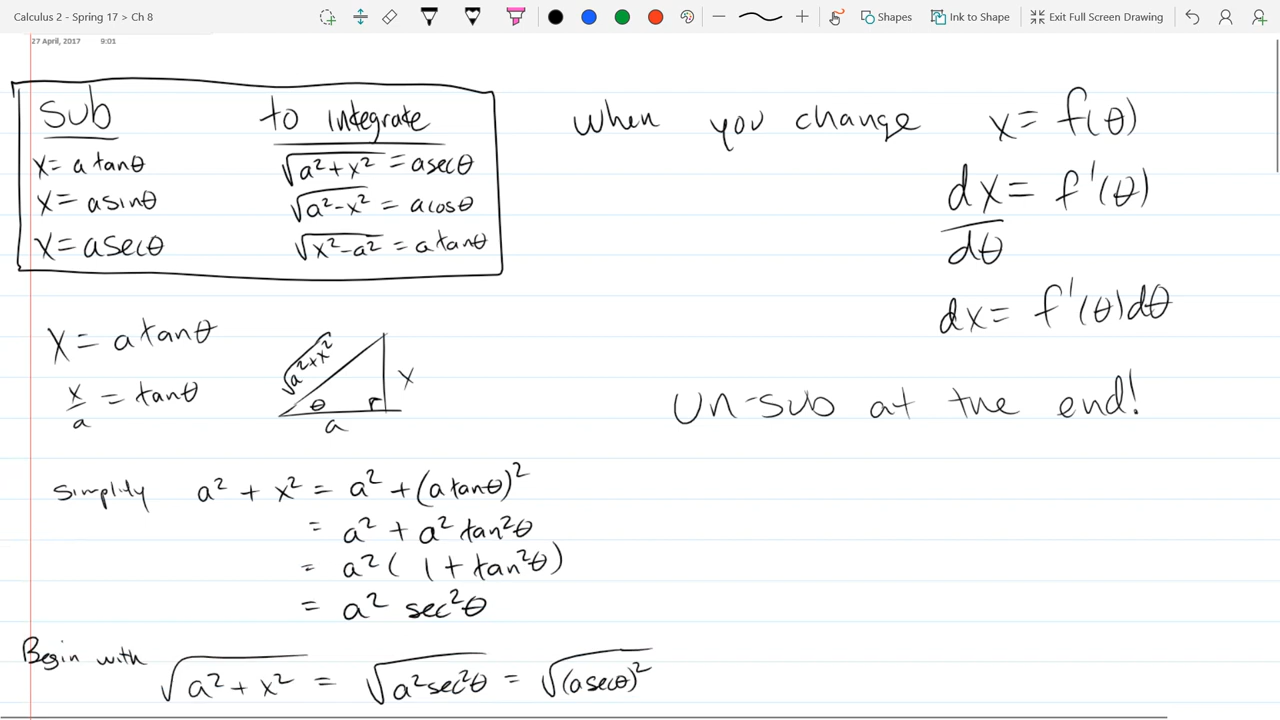 Calculus 2 - Spring 17 > Ch 8
Shapes
Ink to Shape
Exit Full Screen Drawing
27 April, 2017 9:01
Sub to integrate
x = a tanθ √(a²+x²) = a secθ
x = a sinθ √(a²-x²) = a cosθ
x = a secθ √(x²-a²) = a tanθ
When you change x = f(θ)
dx/dθ = f'(θ)
dx = f'(θ)dθ
Un-sub at the end!
x = a tanθ
x/a = tanθ
√(a²+x²)
x
θ
a
Simplify a² + x² = a² + (a tanθ)²
= a² + a² tan²θ
= a² (1 + tan²θ)
= a² sec²θ
Begin with √(a² + x²) = √(a² sec²θ) = √((a secθ)²)